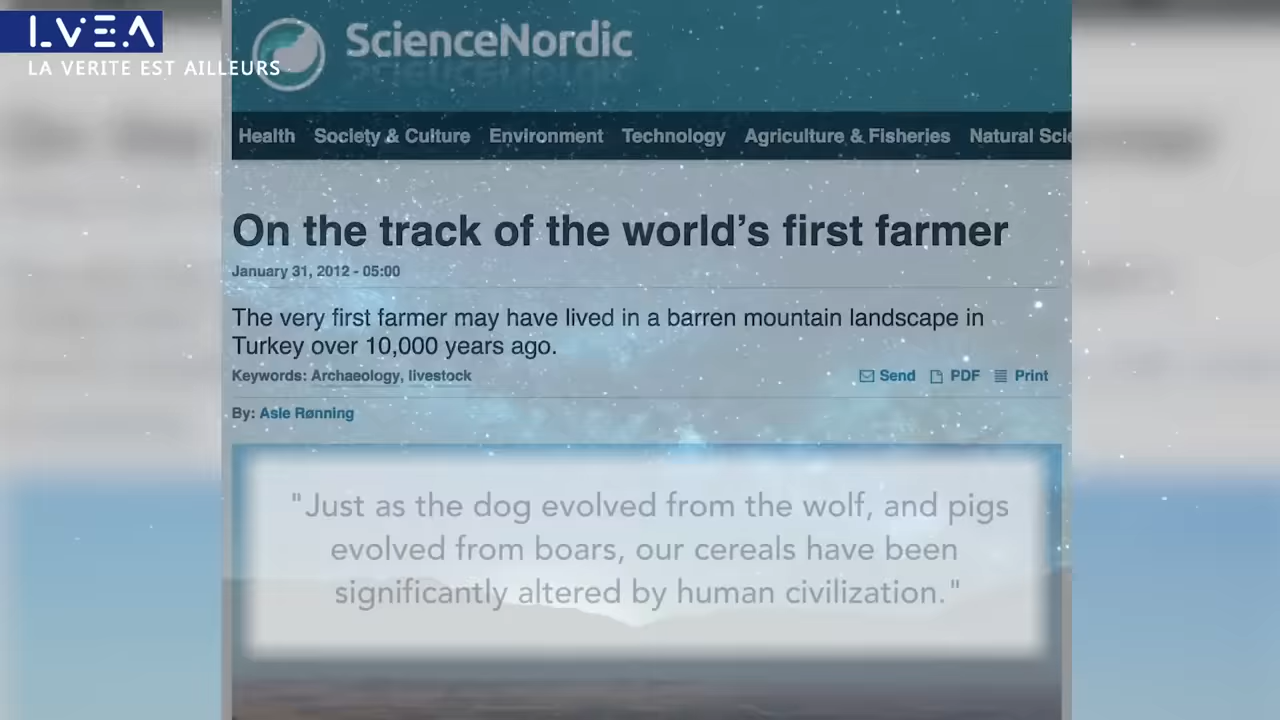 LVEA
LA VERITE EST AILLEURS
ScienceNordic
Health Society & Culture Environment Technology Agriculture & Fisheries Natural Scie
On the track of the world's first farmer
January 31, 2012 - 05:00
The very first farmer may have lived in a barren mountain landscape in
Turkey over 10,000 years ago.
Keywords: Archaeology, livestock
Send PDF Print
By: Asle Rønning
"Just as the dog evolved from the wolf, and pigs
evolved from boars, our cereals have been
significantly altered by human civilization."